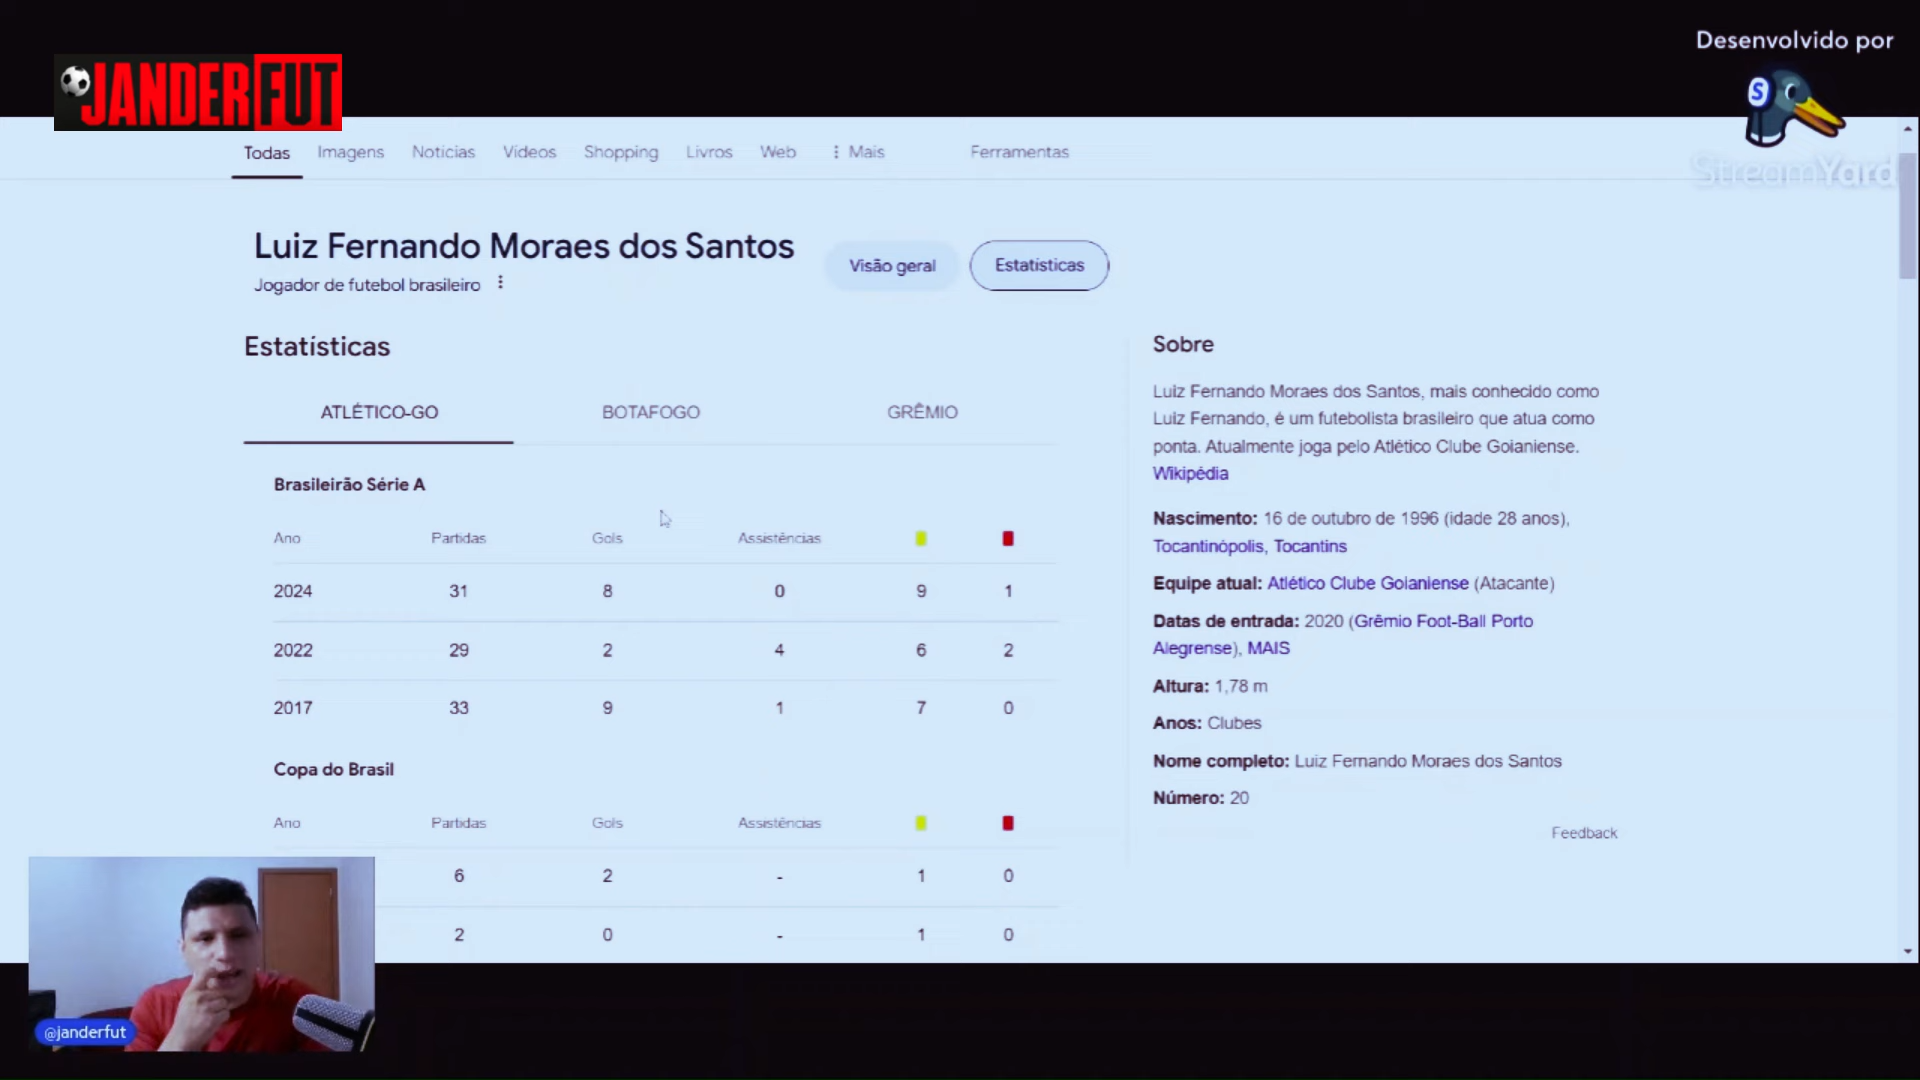 Desenvolvido por
JANDERFUT
S
StreamYard
Todas Imagens Noticias Videos Shopping Livros Web Mais Ferramentas
Luiz Fernando Moraes dos Santos
Jogador de futebol brasileiro
Visão geral Estatísticas
Estatísticas
ATLÉTICO-GO BOTAFOGO GRÊMIO
Brasileirão Série A
Ano Partidas Gols Assistências
2024 31 8 0 9 1
2022 29 2 4 6 2
2017 33 9 1 7 0
Copa do Brasil
Ano Partidas Gols Assistências
6 2 - 1 0
2 0 - 1 0
Sobre
Luiz Fernando Moraes dos Santos, mais conhecido como
Luiz Fernando, é um futebolista brasileiro que atua como
ponta. Atualmente joga pelo Atlético Clube Goianiense.
Wikipédia
Nascimento: 16 de outubro de 1996 (idade 28 anos),
Tocantinópolis, Tocantins
Equipe atual: Atlético Clube Goianiense (Atacante)
Datas de entrada: 2020 (Grêmio Foot-Ball Porto
Alegrense), MAIS
Altura: 1,78 m
Anos: Clubes
Nome completo: Luiz Fernando Moraes dos Santos
Número: 20
Feedback
@janderfut